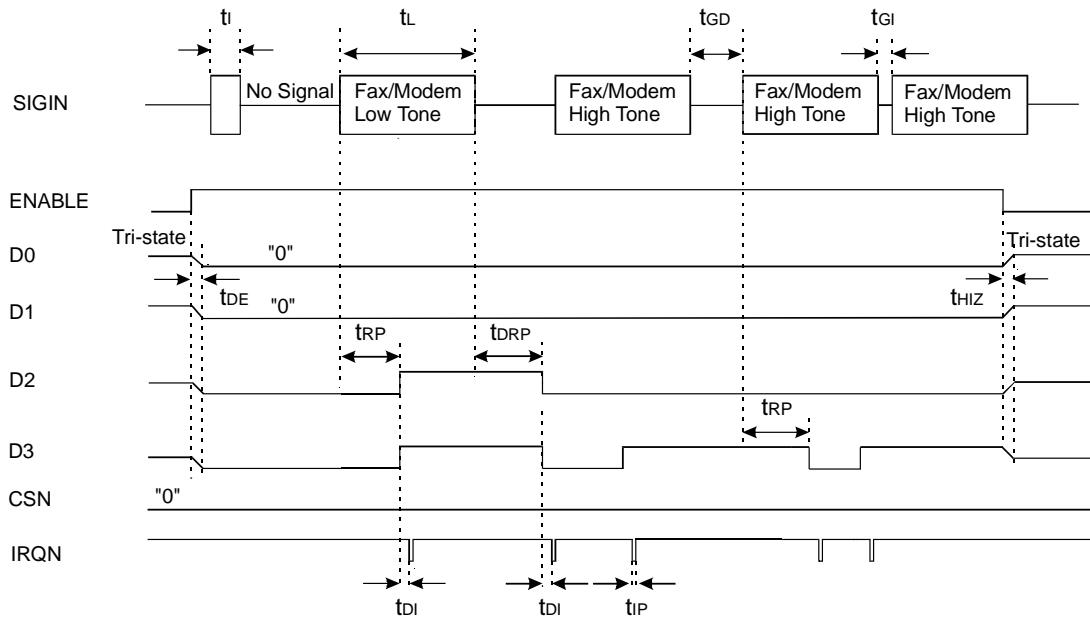 tI
tL
tGD
tGI
SIGIN
No Signal
Fax/Modem
Low Tone
Fax/Modem
High Tone
Fax/Modem
High Tone
Fax/Modem
High Tone
ENABLE
Tri-state
Tri-state
D0
"0"
tDE
tHIZ
D1
"0"
tRP
tDRP
D2
tRP
D3
CSN
"0"
IRQN
tDI
tDI
tIP